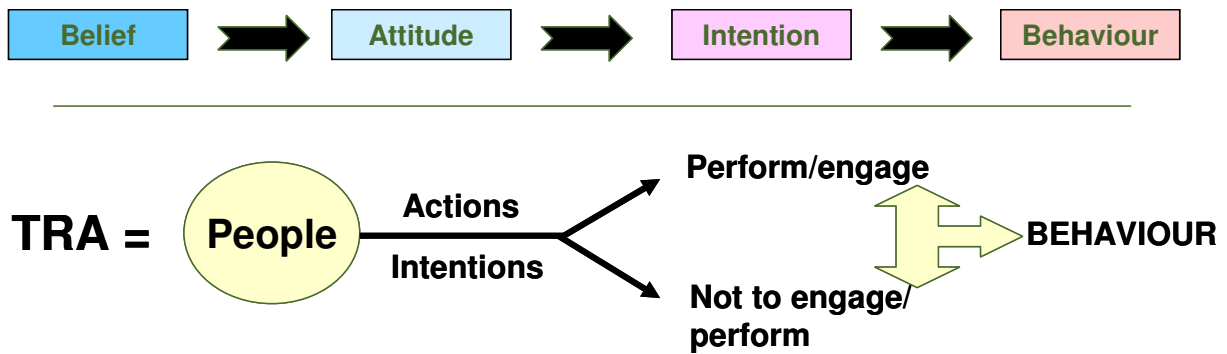 Belief Attitude Intention Behaviour
Perform/engage
Actions
TRA = People BEHAVIOUR
Intentions
Not to engage/
perform